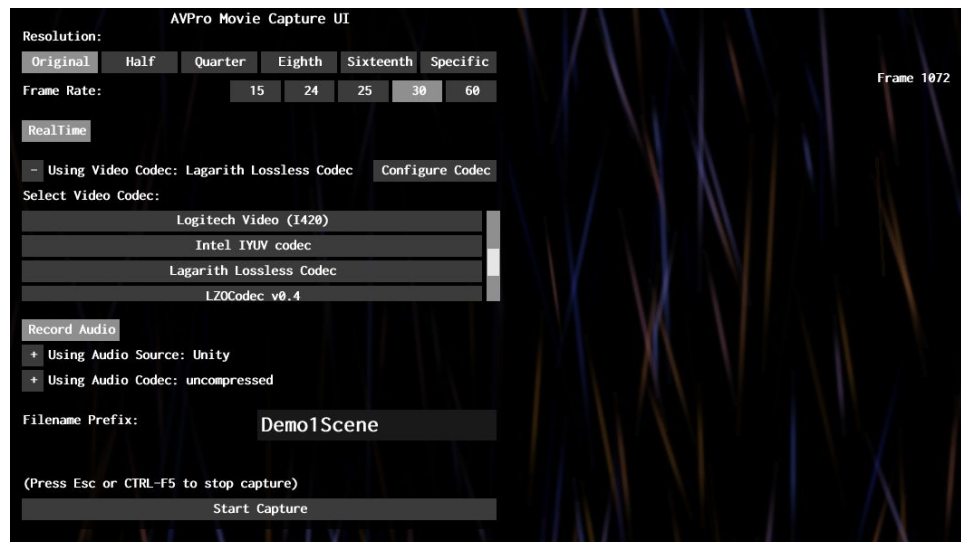 AVPro Movie Capture UI
Resolution:
Original Half Quarter Eighth Sixteenth Specific
Frame 1072
Frame Rate: 15 24 25 30 60
RealTime
- Using Video Codec: Lagarith Lossless Codec Configure Codec
Select Video Codec:
Logitech Video (I420)
Intel IYUV codec
Lagarith Lossless Codec
LZOCodec v0.4
Record Audio
+ Using Audio Source: Unity
+ Using Audio Codec: uncompressed
Filename Prefix: Demo1Scene
(Press Esc or CTRL-F5 to stop capture)
Start Capture